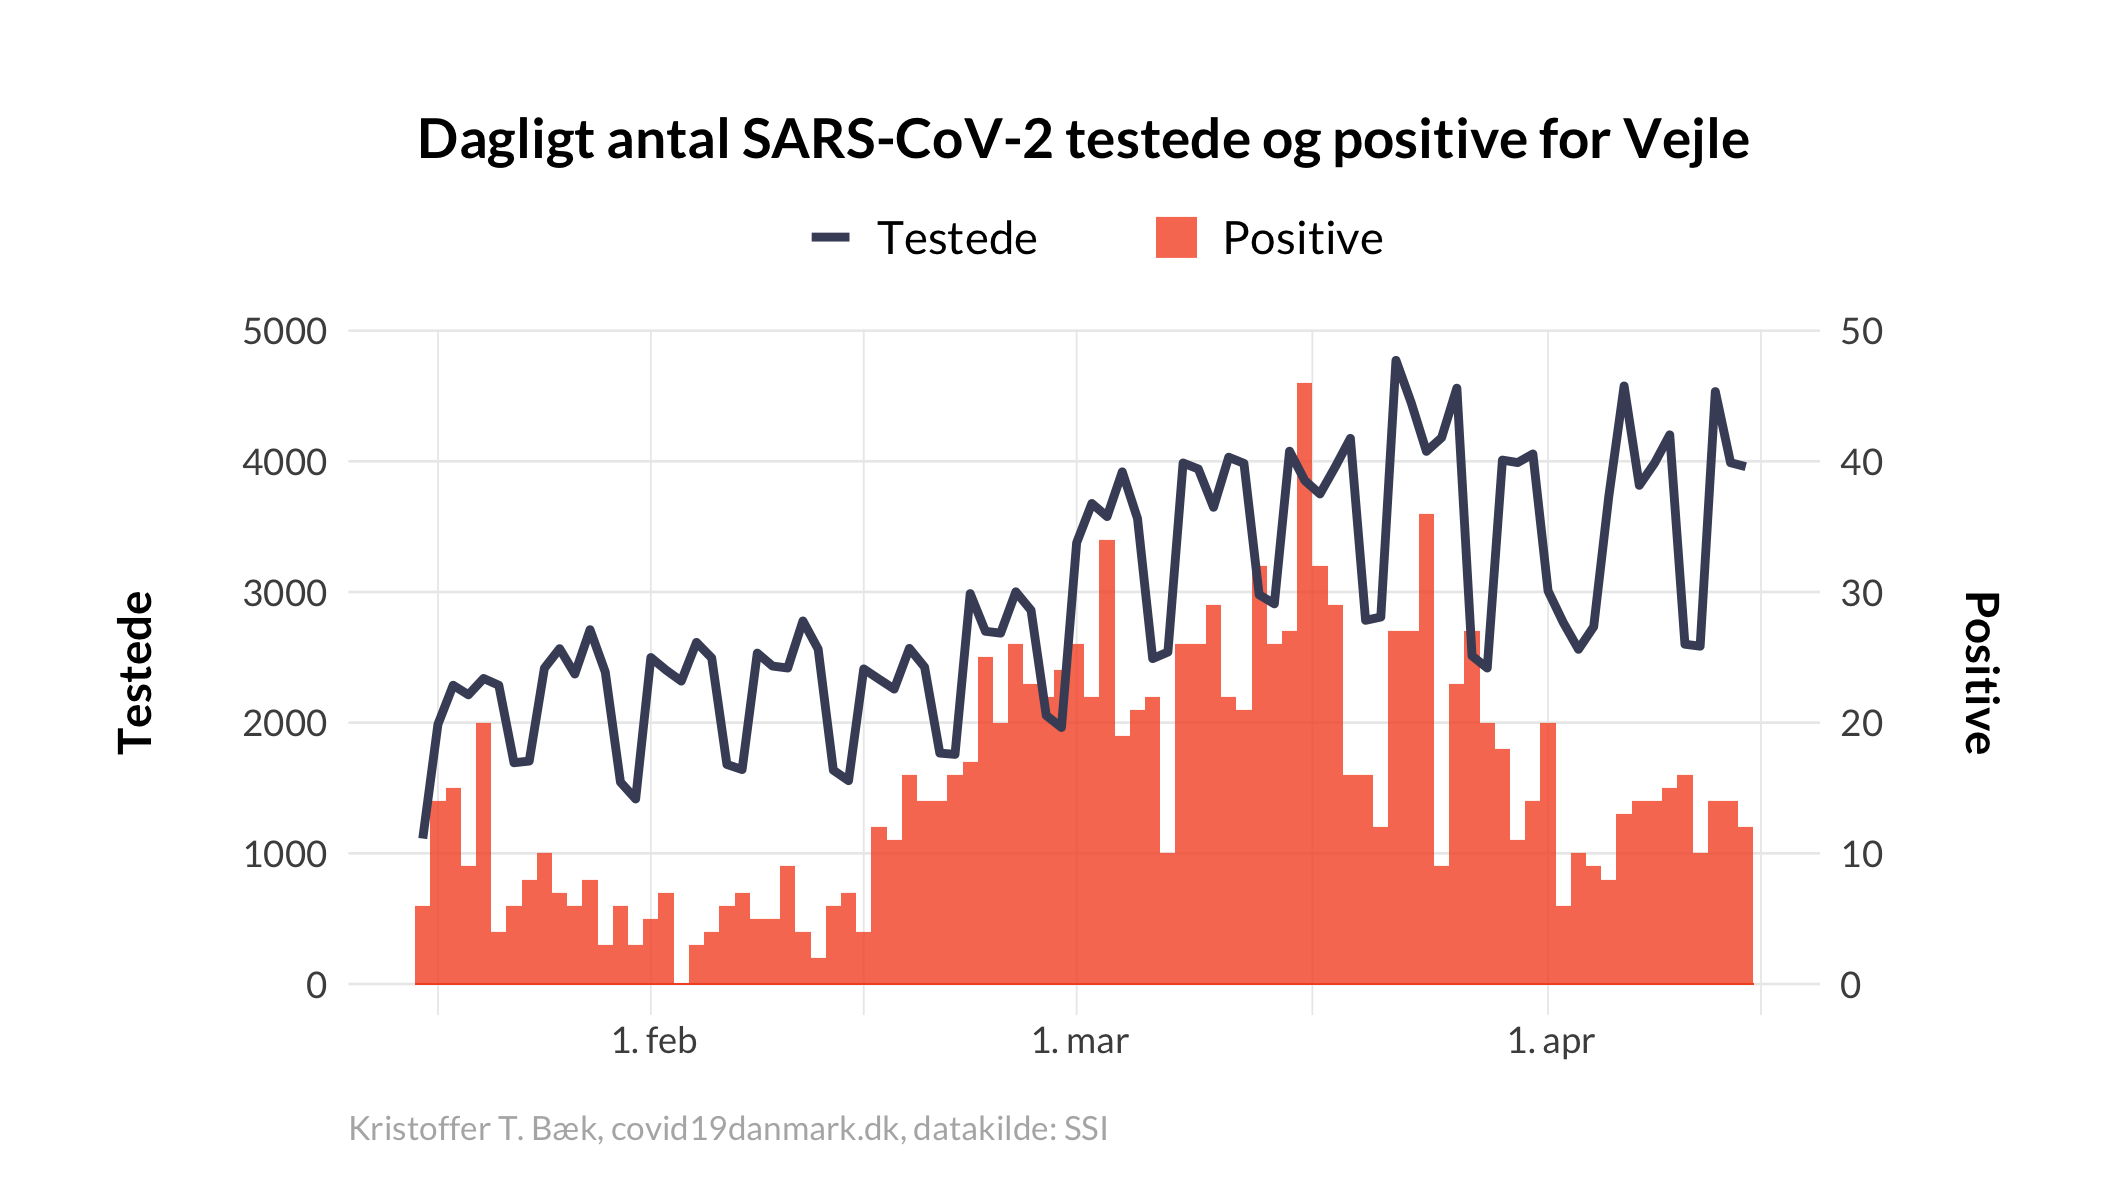 Dagligt antal SARS-CoV-2 testede og positive for Vejle
Testede
Positive
5000
4000
3000
2000
1000
0
Testede
50
40
30
20
10
0
Positive
1. feb
1. mar
1. apr
Kristoffer T. Bæk, covid19danmark.dk, datakilde: SSI